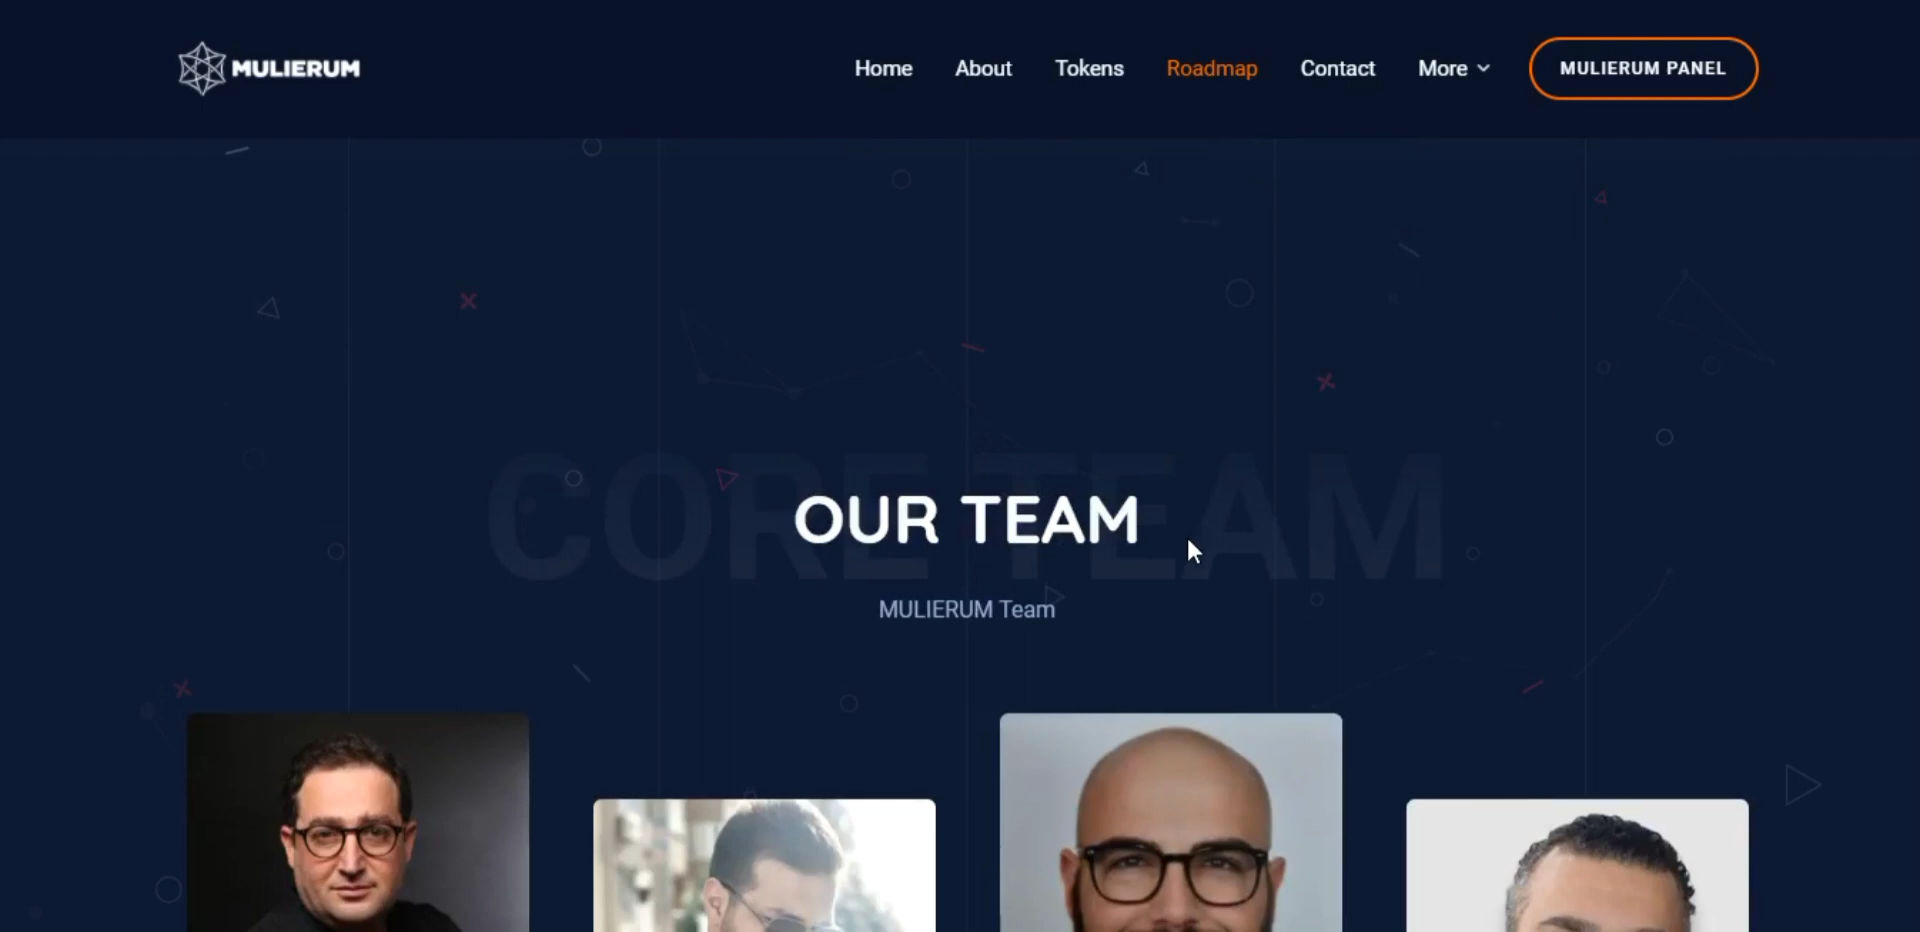 MULIERUM
Home About Tokens Roadmap Contact More MULIERUM PANEL
CORE TEAM
OUR TEAM
MULIERUM Team